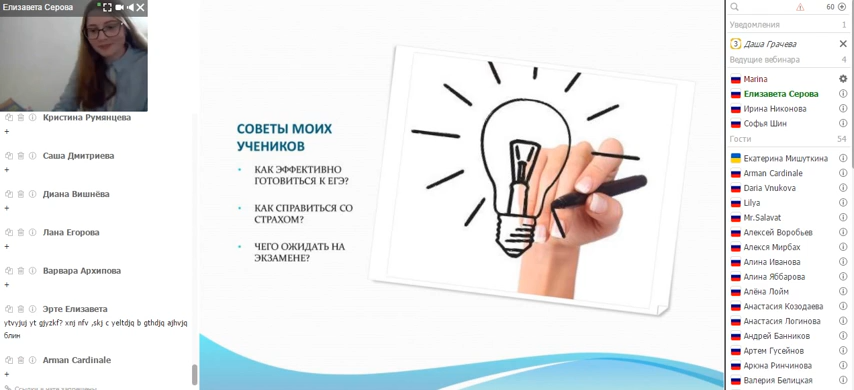 Елизавета Серова
Кристина Румянцева
+
Саша Дмитриева
+
Диана Вишнёва
+
Лана Егорова
+
Варвара Архипова
+
Эрте Елизавета
ytvyjuj yt gjyzkf? xnj nfv ,skj c yeltdjq b gthdjq ajhvjq
блин
Arman Cardinale
+
СОВЕТЫ МОИХ
УЧЕНИКОВ
• КАК ЭФФЕКТИВНО
ГОТОВИТЬСЯ К ЕГЭ?
• КАК СПРАВИТЬСЯ СО
СТРАХОМ?
• ЧЕГО ОЖИДАТЬ НА
ЭКЗАМЕНЕ?
60
Уведомления 1
3 Даша Грачева
Ведущие вебинара 4
Marina
Елизавета Серова
Ирина Никонова
Софья Шин
Гости 54
Екатерина Мишуткина
Arman Cardinale
Daria Vnukova
Lilya
Mr.Salavat
Алексей Воробьев
Алекся Мирбах
Алина Иванова
Алина Яббарова
Алёна Лойм
Анастасия Козодаева
Анастасия Логинова
Андрей Банников
Артем Гусейнов
Арюна Ринчинова
Валерия Белицкая